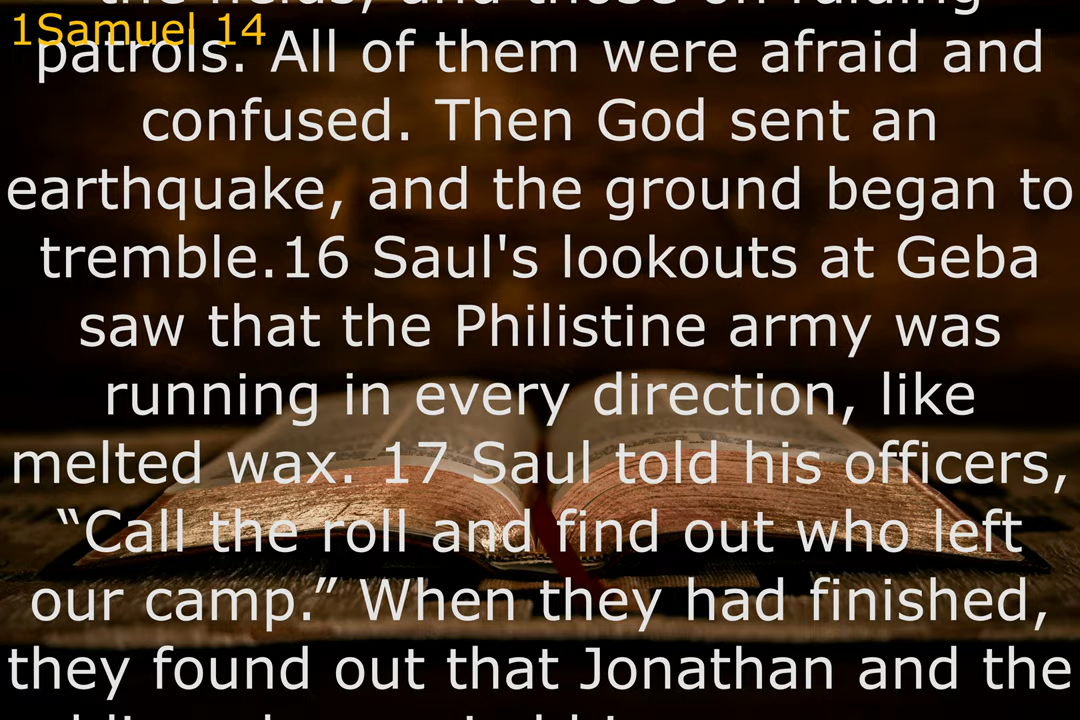 1Samuel 14
patrols. All of them were afraid and
confused. Then God sent an
earthquake, and the ground began to
tremble.16 Saul's lookouts at Geba
saw that the Philistine army was
running in every direction, like
melted wax. 17 Saul told his officers,
“Call the roll and find out who left
our camp.” When they had finished,
they found out that Jonathan and the